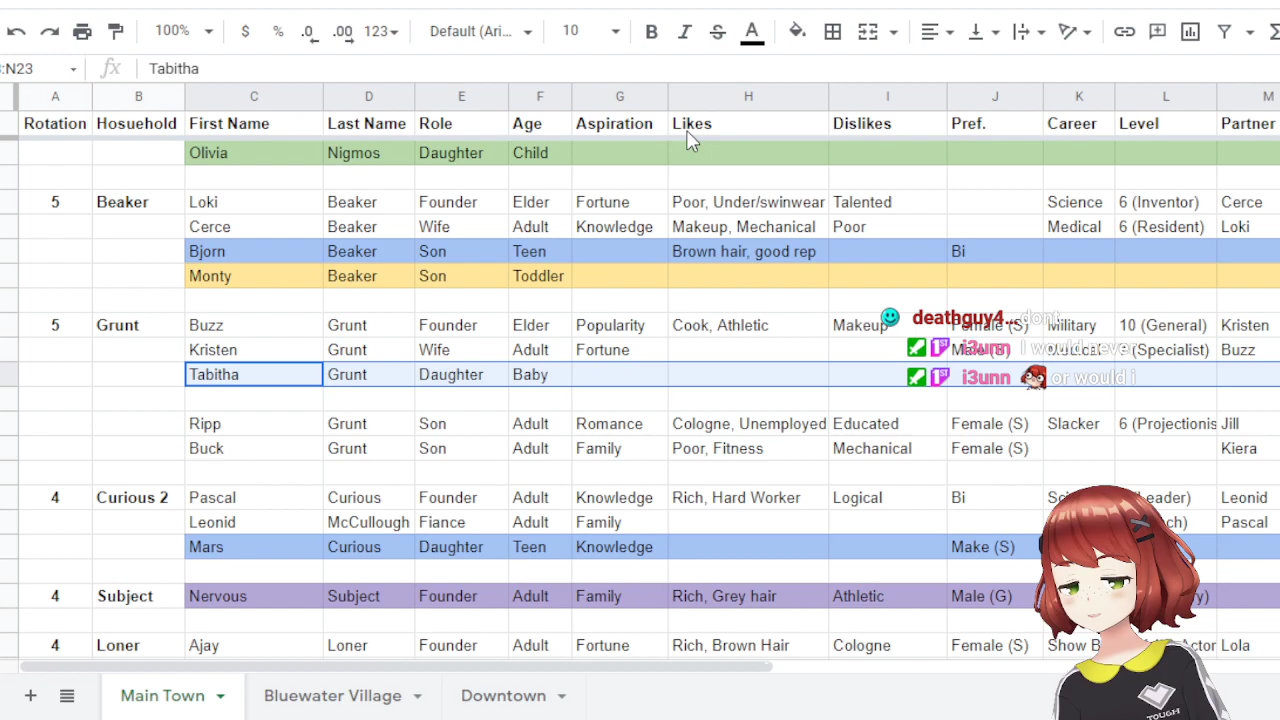 100% $ % .0 .00 123 Default (Ari... 10 B I S A
:N23 fx Tabitha
A B C D E F G H I J K L M
Rotation Hosuehold First Name Last Name Role Age Aspiration Likes Dislikes Pref. Career Level Partner
Olivia Nigmos Daughter Child
5 Beaker Loki Beaker Founder Elder Fortune Poor, Under/swinwear Talented Science 6 (Inventor) Cerce
Cerce Beaker Wife Adult Knowledge Makeup, Mechanical Poor Medical 6 (Resident) Loki
Bjorn Beaker Son Teen Brown hair, good rep Bi
Monty Beaker Son Toddler
5 Grunt Buzz Grunt Founder Elder Popularity Cook, Athletic Makeup Female (S) Military 10 (General) Kristen
deathguy4... dont
Kristen Grunt Wife Adult Fortune (Specialist) Buzz
i3unn I would never
Tabitha Grunt Daughter Baby
i3unn or would i
Ripp Grunt Son Adult Romance Cologne, Unemployed Educated Female (S) Slacker 6 (Projectionis Jill
Buck Grunt Son Adult Family Poor, Fitness Mechanical Female (S) Kiera
4 Curious 2 Pascal Curious Founder Adult Knowledge Rich, Hard Worker Logical Bi Leonid
Leonid McCullough Fiance Adult Family Pascal
Mars Curious Daughter Teen Knowledge Make (S)
4 Subject Nervous Subject Founder Adult Family Rich, Grey hair Athletic Male (G)
4 Loner Ajay Loner Founder Adult Fortune Rich, Brown Hair Cologne Female (S) Show B Actor Lola
+ Main Town Bluewater Village Downtown
TOUGH